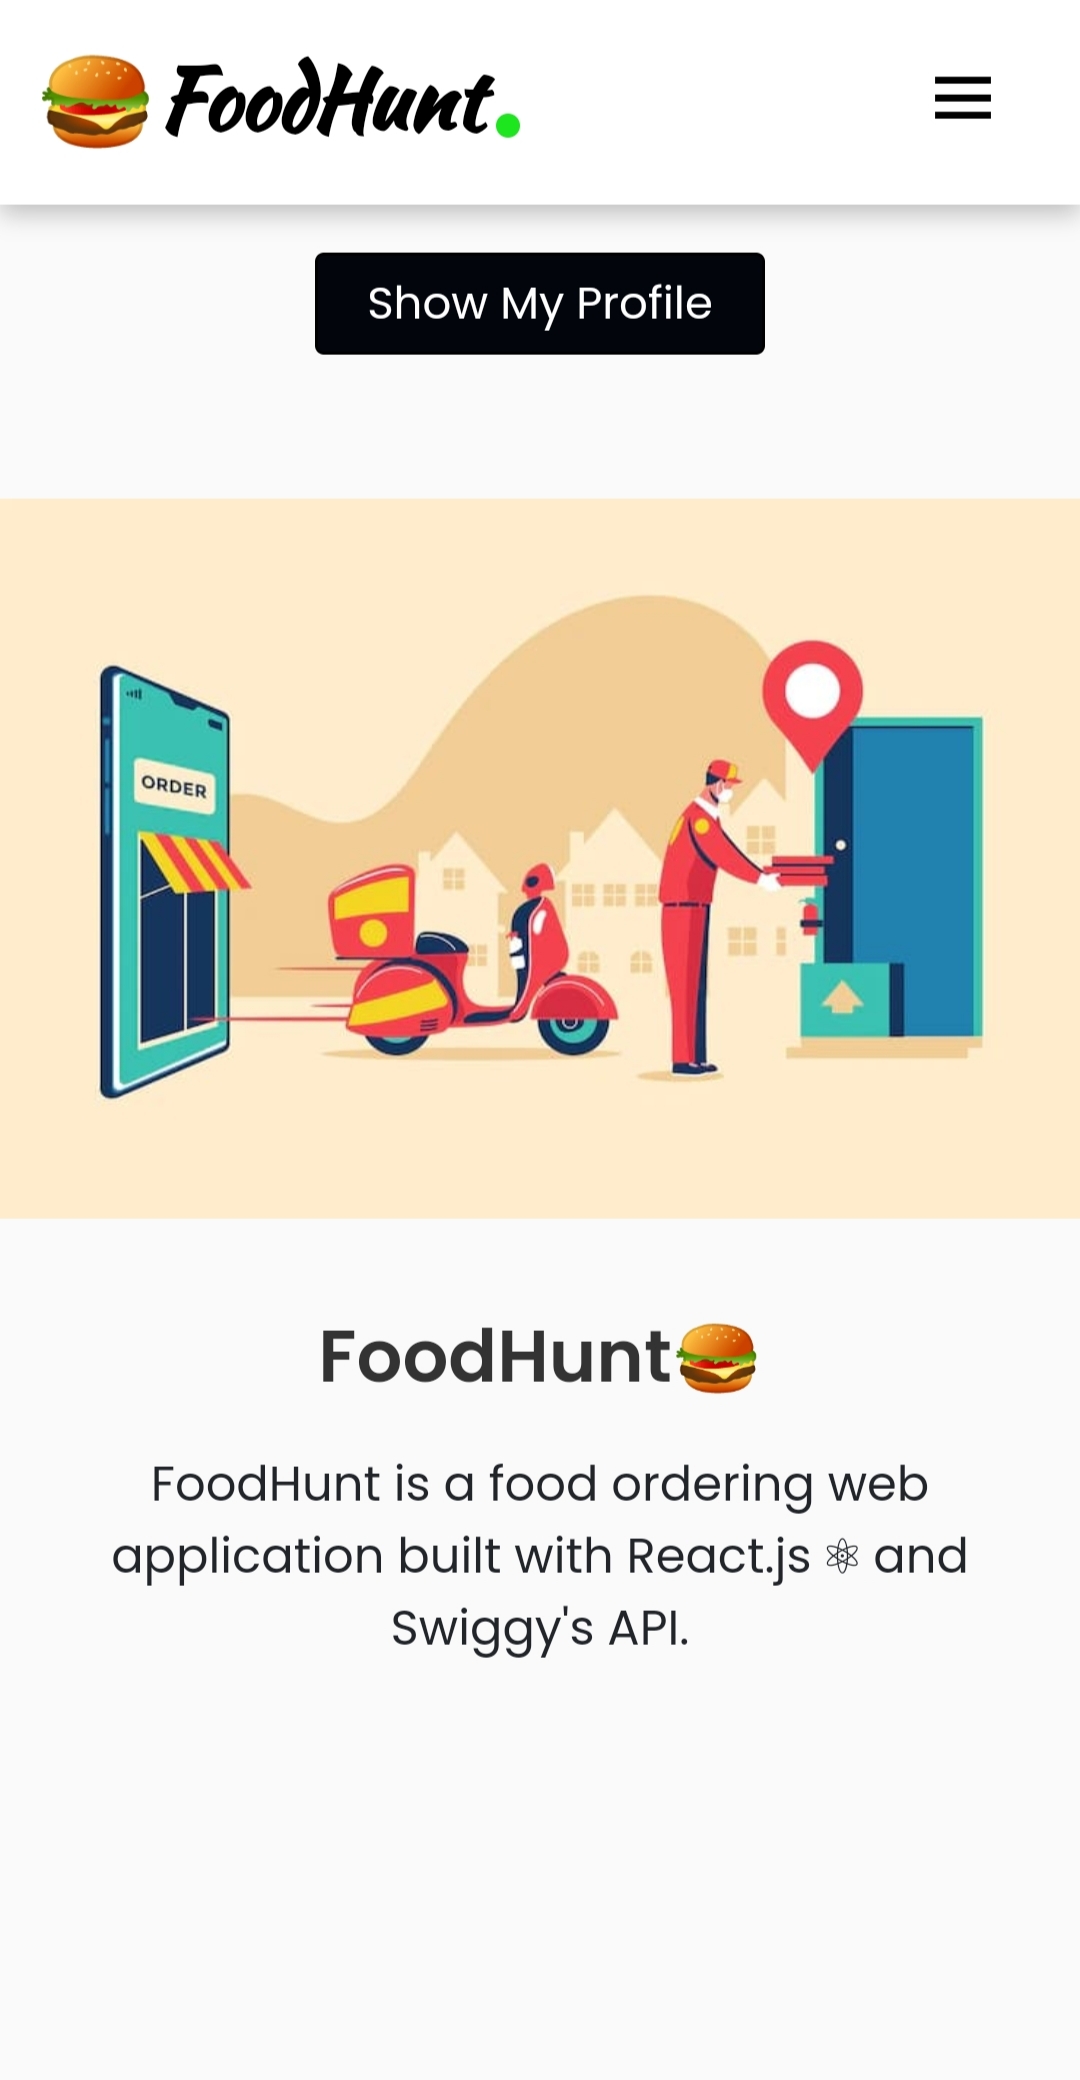 🍔 FoodHunt.
Show My Profile
ORDER
FoodHunt🍔
FoodHunt is a food ordering web
application built with React.js ⚛ and
Swiggy's API.